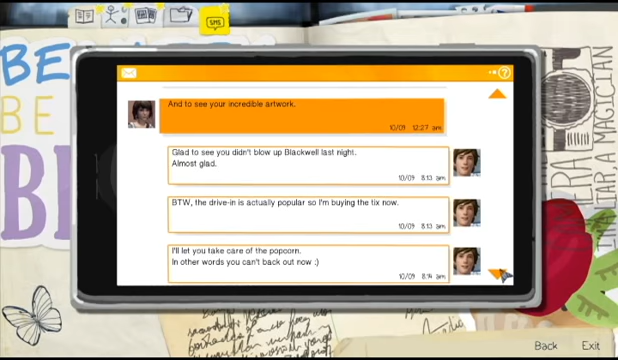 SMS
And to see your incredible artwork.
10/09 12:27 am
Glad to see you didn't blow up Blackwell last night.
Almost glad.
10/09 8:13 am
BTW, the drive-in is actually popular so I'm buying the tix now.
10/09 8:13 am
I'll let you take care of the popcorn.
In other words you can't back out now :)
10/09 8:14 am
BE
BE
B
A MAGICIAN
Back
Exit